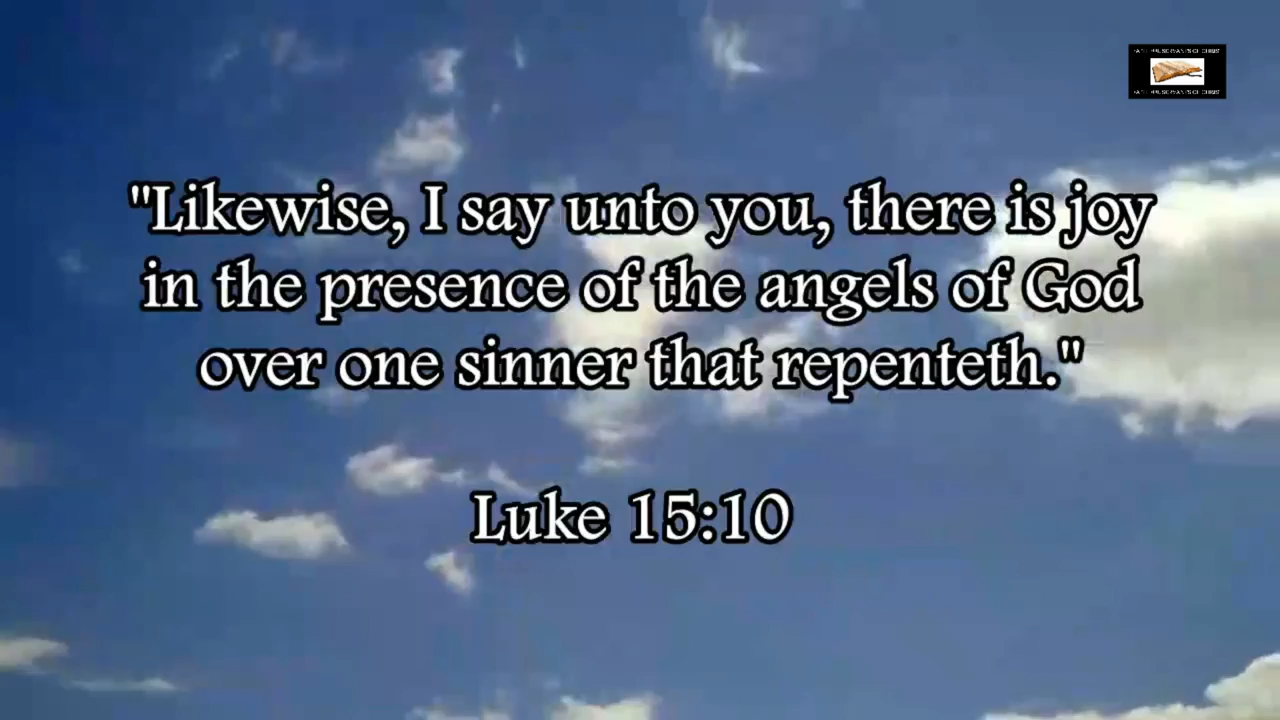 "Likewise, I say unto you, there is joy
in the presence of the angels of God
over one sinner that repenteth."
Luke 15:10